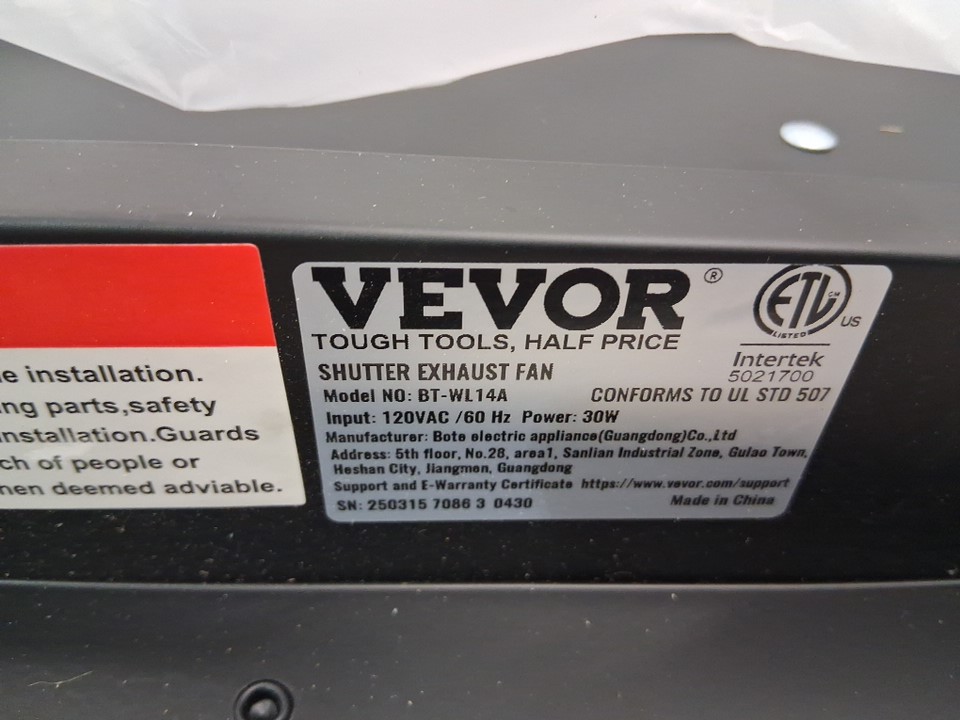 e installation.
ng parts,safety
nstallation.Guards
ch of people or
hen deemed adviable.
VEVOR®
TOUGH TOOLS, HALF PRICE
SHUTTER EXHAUST FAN
Model NO: BT-WL14A
Input: 120VAC /60 Hz Power: 30W
Manufacturer: Bote electric appliance(Guangdong)Co.,Ltd
Address: 5th floor, No.28, area1, Sanlian Industrial Zone, Gulao Town,
Heshan City, Jiangmen, Guangdong
Support and E-Warranty Certificate https://www.vevor.com/support
SN: 250315 7086 3 0430
Made in China
ETL CM
LISTED
US
Intertek
5021700
CONFORMS TO UL STD 507